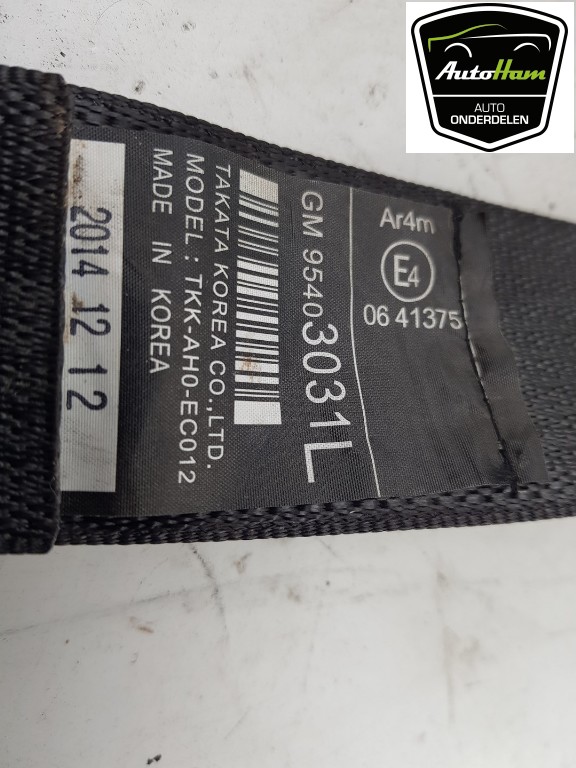 AutoHam
AUTO
ONDERDELEN
Ar4m
E4
06 41375
GM 95403031L
TAKATA KOREA CO.,LTD.
MODEL : TKK-AH0-EC012
MADE IN KOREA
2014 12 12